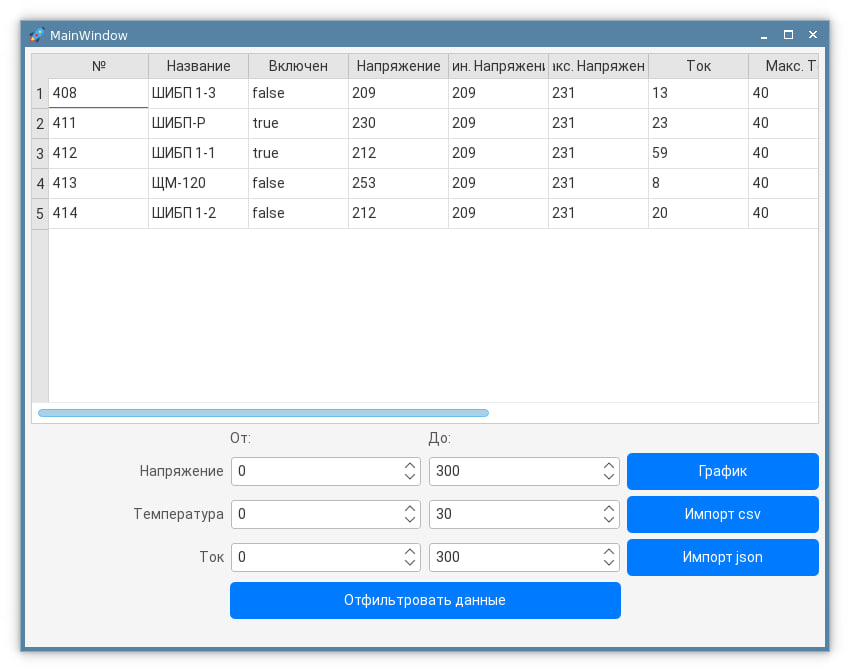 MainWindow
№ Название Включен Напряжение ин. Напряжени акс. Напряжен Ток Макс. Т
1 408 ШИБП 1-3 false 209 209 231 13 40
2 411 ШИБП-Р true 230 209 231 23 40
3 412 ШИБП 1-1 true 212 209 231 59 40
4 413 ЩМ-120 false 253 209 231 8 40
5 414 ШИБП 1-2 false 212 209 231 20 40
От: До:
Напряжение 0 300 График
Температура 0 30 Импорт csv
Ток 0 300 Импорт json
Отфильтровать данные